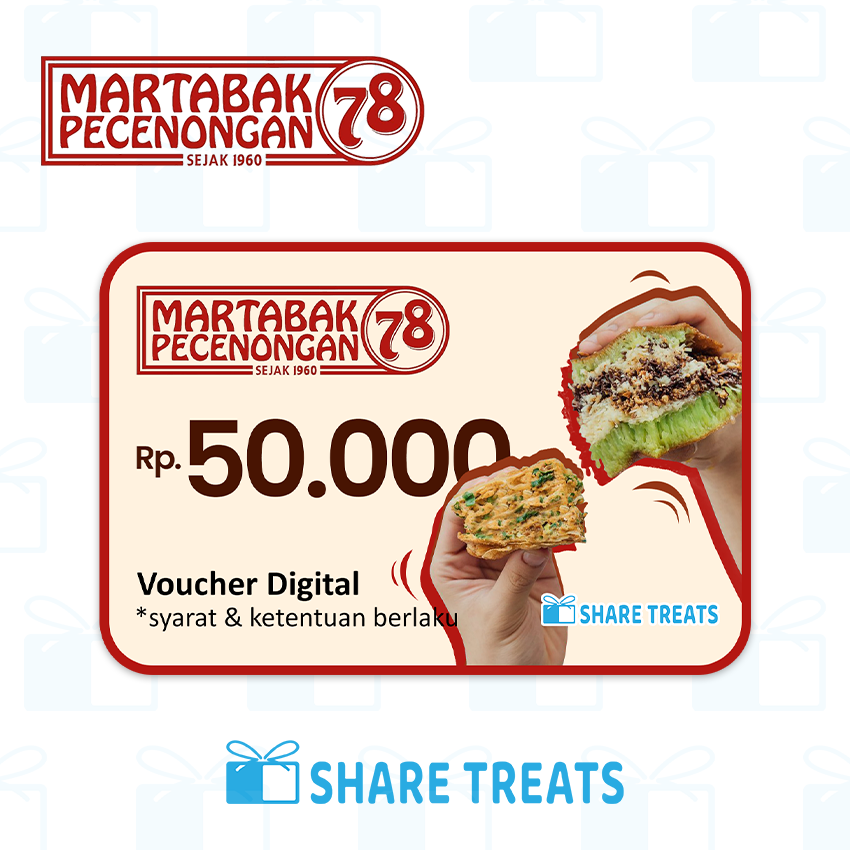 MARTABAK
PECENONGAN
78
SEJAK 1960
MARTABAK
PECENONGAN
78
SEJAK 1960
Rp. 50.000
Voucher Digital
*syarat & ketentuan berlaku
SHARE TREATS
SHARE TREATS